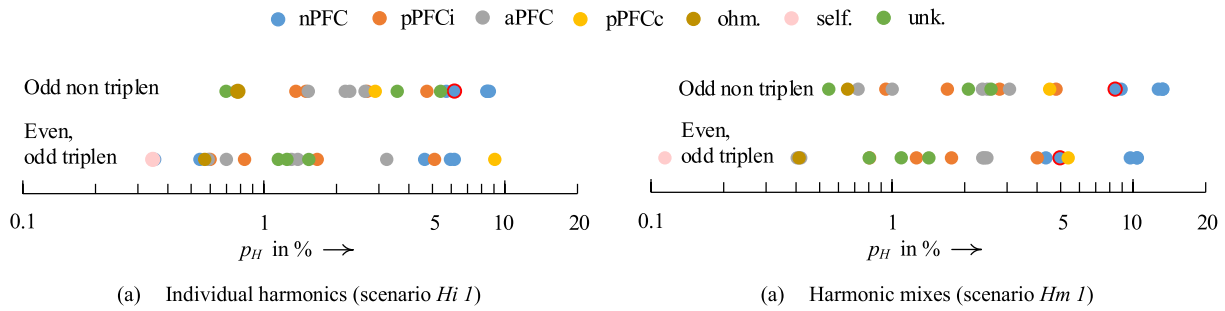 nPFC pPFCi aPFC pPFCc ohm. self. unk.
Odd non triplen
Even,
odd triplen
0.1 1 5 10 20
pH in %
(a) Individual harmonics (scenario Hi 1)
Odd non triplen
Even,
odd triplen
0.1 1 5 10 20
pH in %
(a) Harmonic mixes (scenario Hm 1)